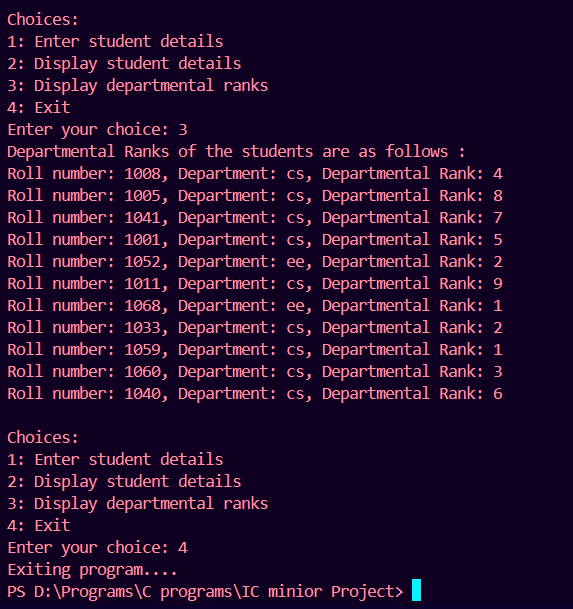 Choices:
1: Enter student details
2: Display student details
3: Display departmental ranks
4: Exit
Enter your choice: 3
Departmental Ranks of the students are as follows :
Roll number: 1008, Department: cs, Departmental Rank: 4
Roll number: 1005, Department: cs, Departmental Rank: 8
Roll number: 1041, Department: cs, Departmental Rank: 7
Roll number: 1001, Department: cs, Departmental Rank: 5
Roll number: 1052, Department: ee, Departmental Rank: 2
Roll number: 1011, Department: cs, Departmental Rank: 9
Roll number: 1068, Department: ee, Departmental Rank: 1
Roll number: 1033, Department: cs, Departmental Rank: 2
Roll number: 1059, Department: cs, Departmental Rank: 1
Roll number: 1060, Department: cs, Departmental Rank: 3
Roll number: 1040, Department: cs, Departmental Rank: 6

Choices:
1: Enter student details
2: Display student details
3: Display departmental ranks
4: Exit
Enter your choice: 4
Exiting program....
PS D:\Programs\C programs\IC minior Project>